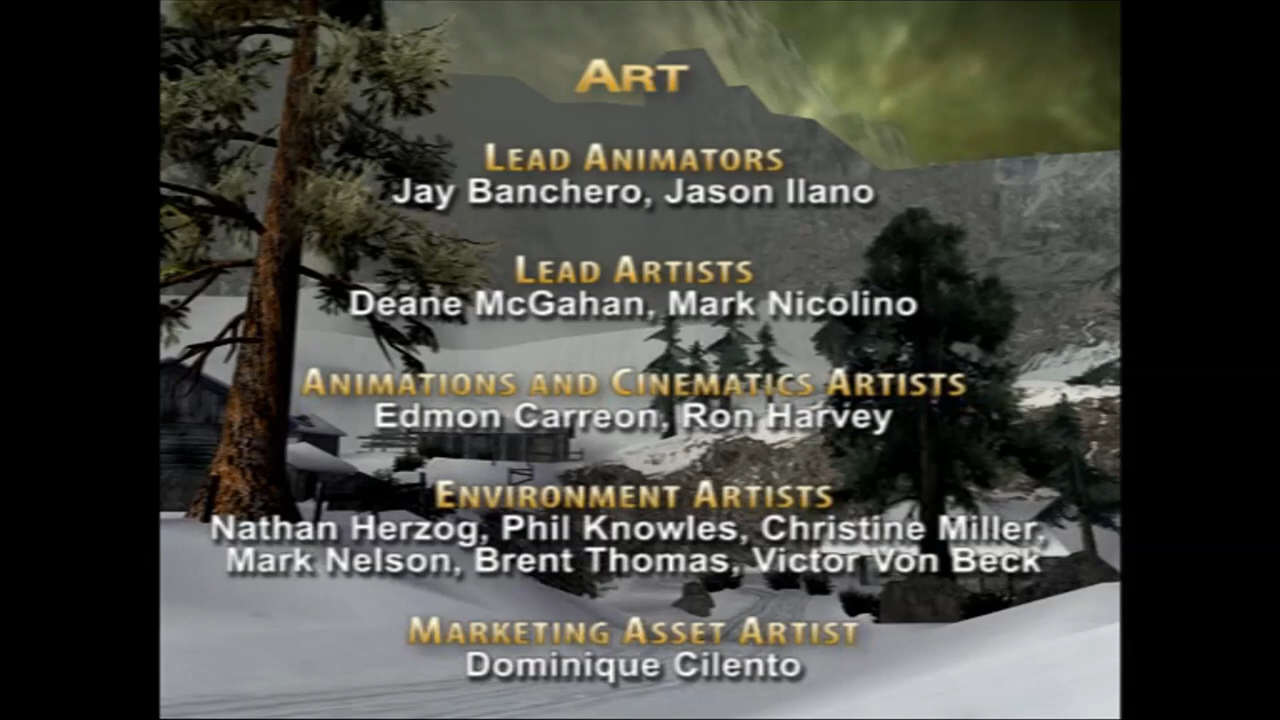 ART
LEAD ANIMATORS
Jay Banchero, Jason Ilano
LEAD ARTISTS
Deane McGahan, Mark Nicolino
ANIMATIONS AND CINEMATICS ARTISTS
Edmon Carreon, Ron Harvey
ENVIRONMENT ARTISTS
Nathan Herzog, Phil Knowles, Christine Miller,
Mark Nelson, Brent Thomas, Victor Von Beck
MARKETING ASSET ARTIST
Dominique Cilento